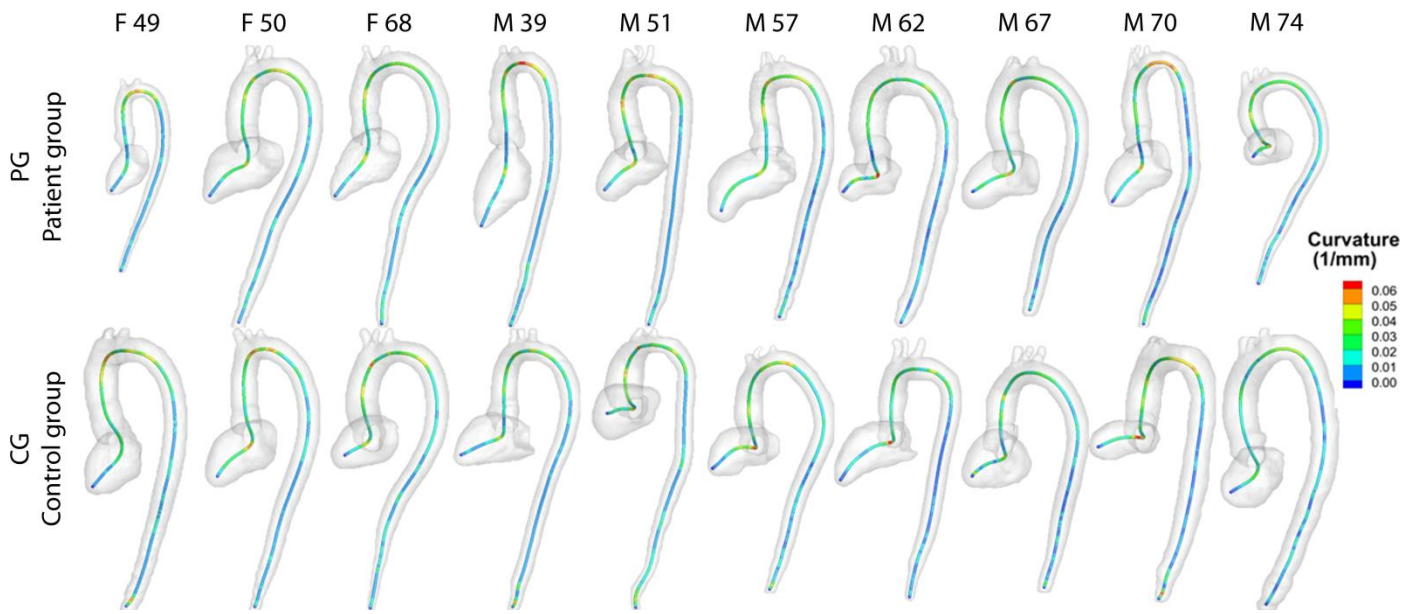 F 49 F 50 F 68 M 39 M 51 M 57 M 62 M 67 M 70 M 74
PG
Patient group
CG
Control group
Curvature
(1/mm)
0.06
0.05
0.04
0.03
0.02
0.01
0.00